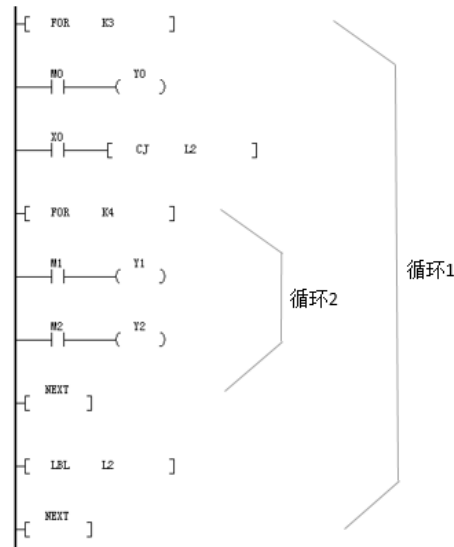 [ FOR K3 ]
M0 Y0
( )
X0
[ CJ L2 ]
[ FOR K4 ]
M1 Y1
( )
循环1
循环2
M2 Y2
( )
NEXT
[ ]
[ LBL L2 ]
NEXT
[ ]